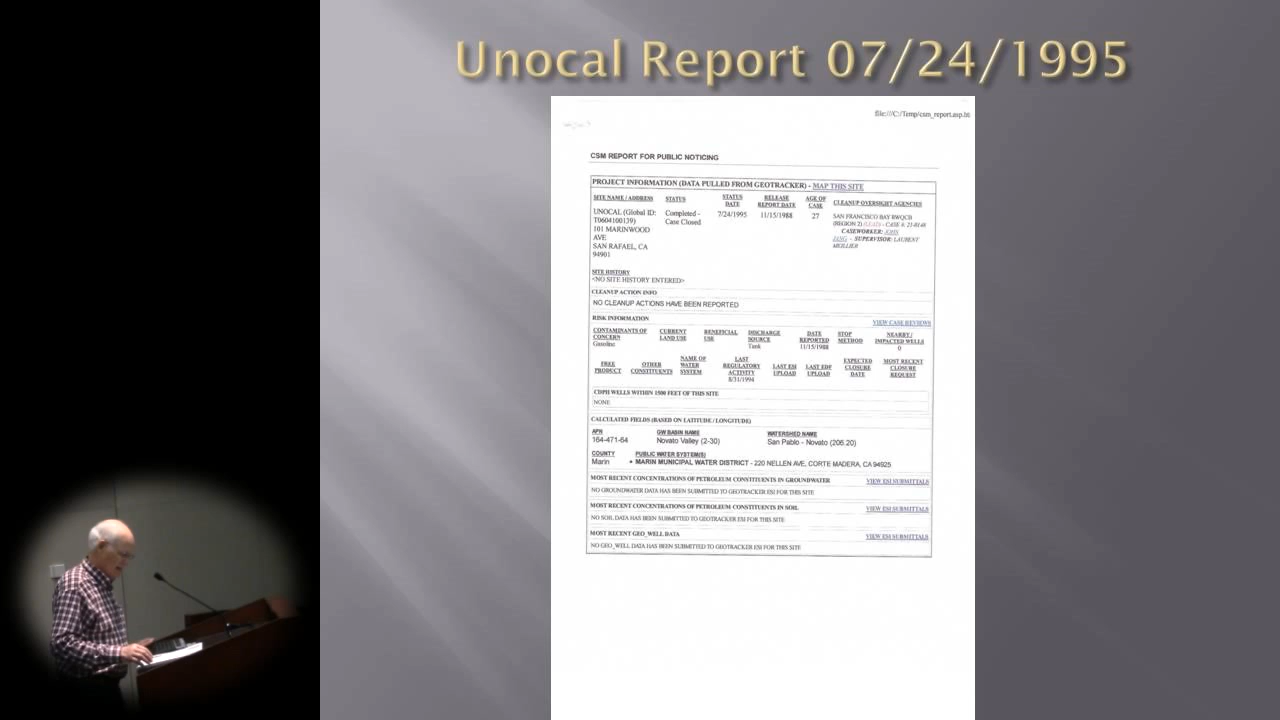 Unocal Report 07/24/1995
file:///C:/Temp/csm_report.asp.ht
CSM REPORT FOR PUBLIC NOTICING
PROJECT INFORMATION (DATA PULLED FROM GEOTRACKER) - MAP THIS SITE
SITE NAME / ADDRESS STATUS STATUS DATE RELEASE REPORT DATE AGE OF CASE CLEANUP OVERSIGHT AGENCIES
UNOCAL (Global ID: T0604100139)
101 MARINWOOD AVE
SAN RAFAEL, CA 94901
Completed - Case Closed
7/24/1995
11/15/1988
27
SAN FRANCISCO BAY RWQCB
(REGION 2) (LEAD) - CASE #: 21-0148
CASEWORKER: JOHN
JANG - SUPERVISOR: LAURENT
MEILLIER
SITE HISTORY
<NO SITE HISTORY ENTERED>
CLEANUP ACTION INFO
NO CLEANUP ACTIONS HAVE BEEN REPORTED
RISK INFORMATION VIEW CASE REVIEWS
CONTAMINANTS OF CONCERN CURRENT LAND USE BENEFICIAL USE DISCHARGE SOURCE DATE REPORTED STOP METHOD NEARBY / IMPACTED WELLS
Gasoline Tank 11/15/1988 0
FREE PRODUCT OTHER CONSTITUENTS NAME OF WATER SYSTEM LAST REGULATORY ACTIVITY LAST ESI UPLOAD LAST EDF UPLOAD EXPECTED CLOSURE DATE MOST RECENT CLOSURE REQUEST
8/31/1994
CDPH WELLS WITHIN 1500 FEET OF THIS SITE
NONE
CALCULATED FIELDS (BASED ON LATITUDE / LONGITUDE)
APN GW BASIN NAME WATERSHED NAME
164-471-64 Novato Valley (2-30) San Pablo - Novato (206.20)
COUNTY PUBLIC WATER SYSTEM(S)
Marin • MARIN MUNICIPAL WATER DISTRICT - 220 NELLEN AVE, CORTE MADERA, CA 94925
MOST RECENT CONCENTRATIONS OF PETROLEUM CONSTITUENTS IN GROUNDWATER VIEW ESI SUBMITTALS
NO GROUNDWATER DATA HAS BEEN SUBMITTED TO GEOTRACKER ESI FOR THIS SITE
MOST RECENT CONCENTRATIONS OF PETROLEUM CONSTITUENTS IN SOIL VIEW ESI SUBMITTALS
NO SOIL DATA HAS BEEN SUBMITTED TO GEOTRACKER ESI FOR THIS SITE
MOST RECENT GEO_WELL DATA VIEW ESI SUBMITTALS
NO GEO_WELL DATA HAS BEEN SUBMITTED TO GEOTRACKER ESI FOR THIS SITE